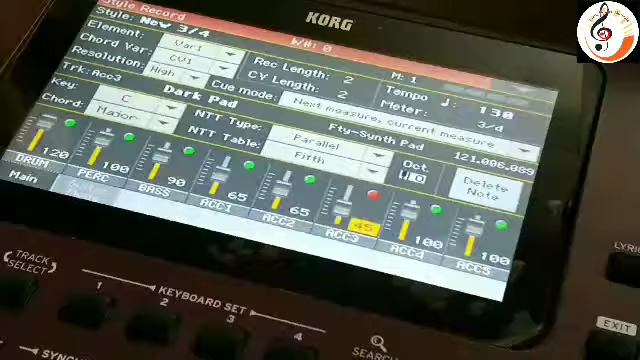 KORG
Style Record
Style: New 3/4
Element: Var1
Chord Var: CV1
Resolution: High
Trk: Acc3
Rec Length: 2
CV Length: 2
Cue mode: Next measure, current measure
M: 1
Tempo ♩: 130
Meter: 3/4
Key: C
Dark Pad
Fty-Synth Pad
121.006.089
Chord: Major
NTT Type: Parallel
NTT Table: Fifth
Oct.
0
Delete Note
120 100 90 65 65 45 100 100
DRUM PERC BASS ACC1 ACC2 ACC3 ACC4 ACC5
Main
TRACK SELECT
1 2 3 4
KEYBOARD SET
SEARCH
EXIT